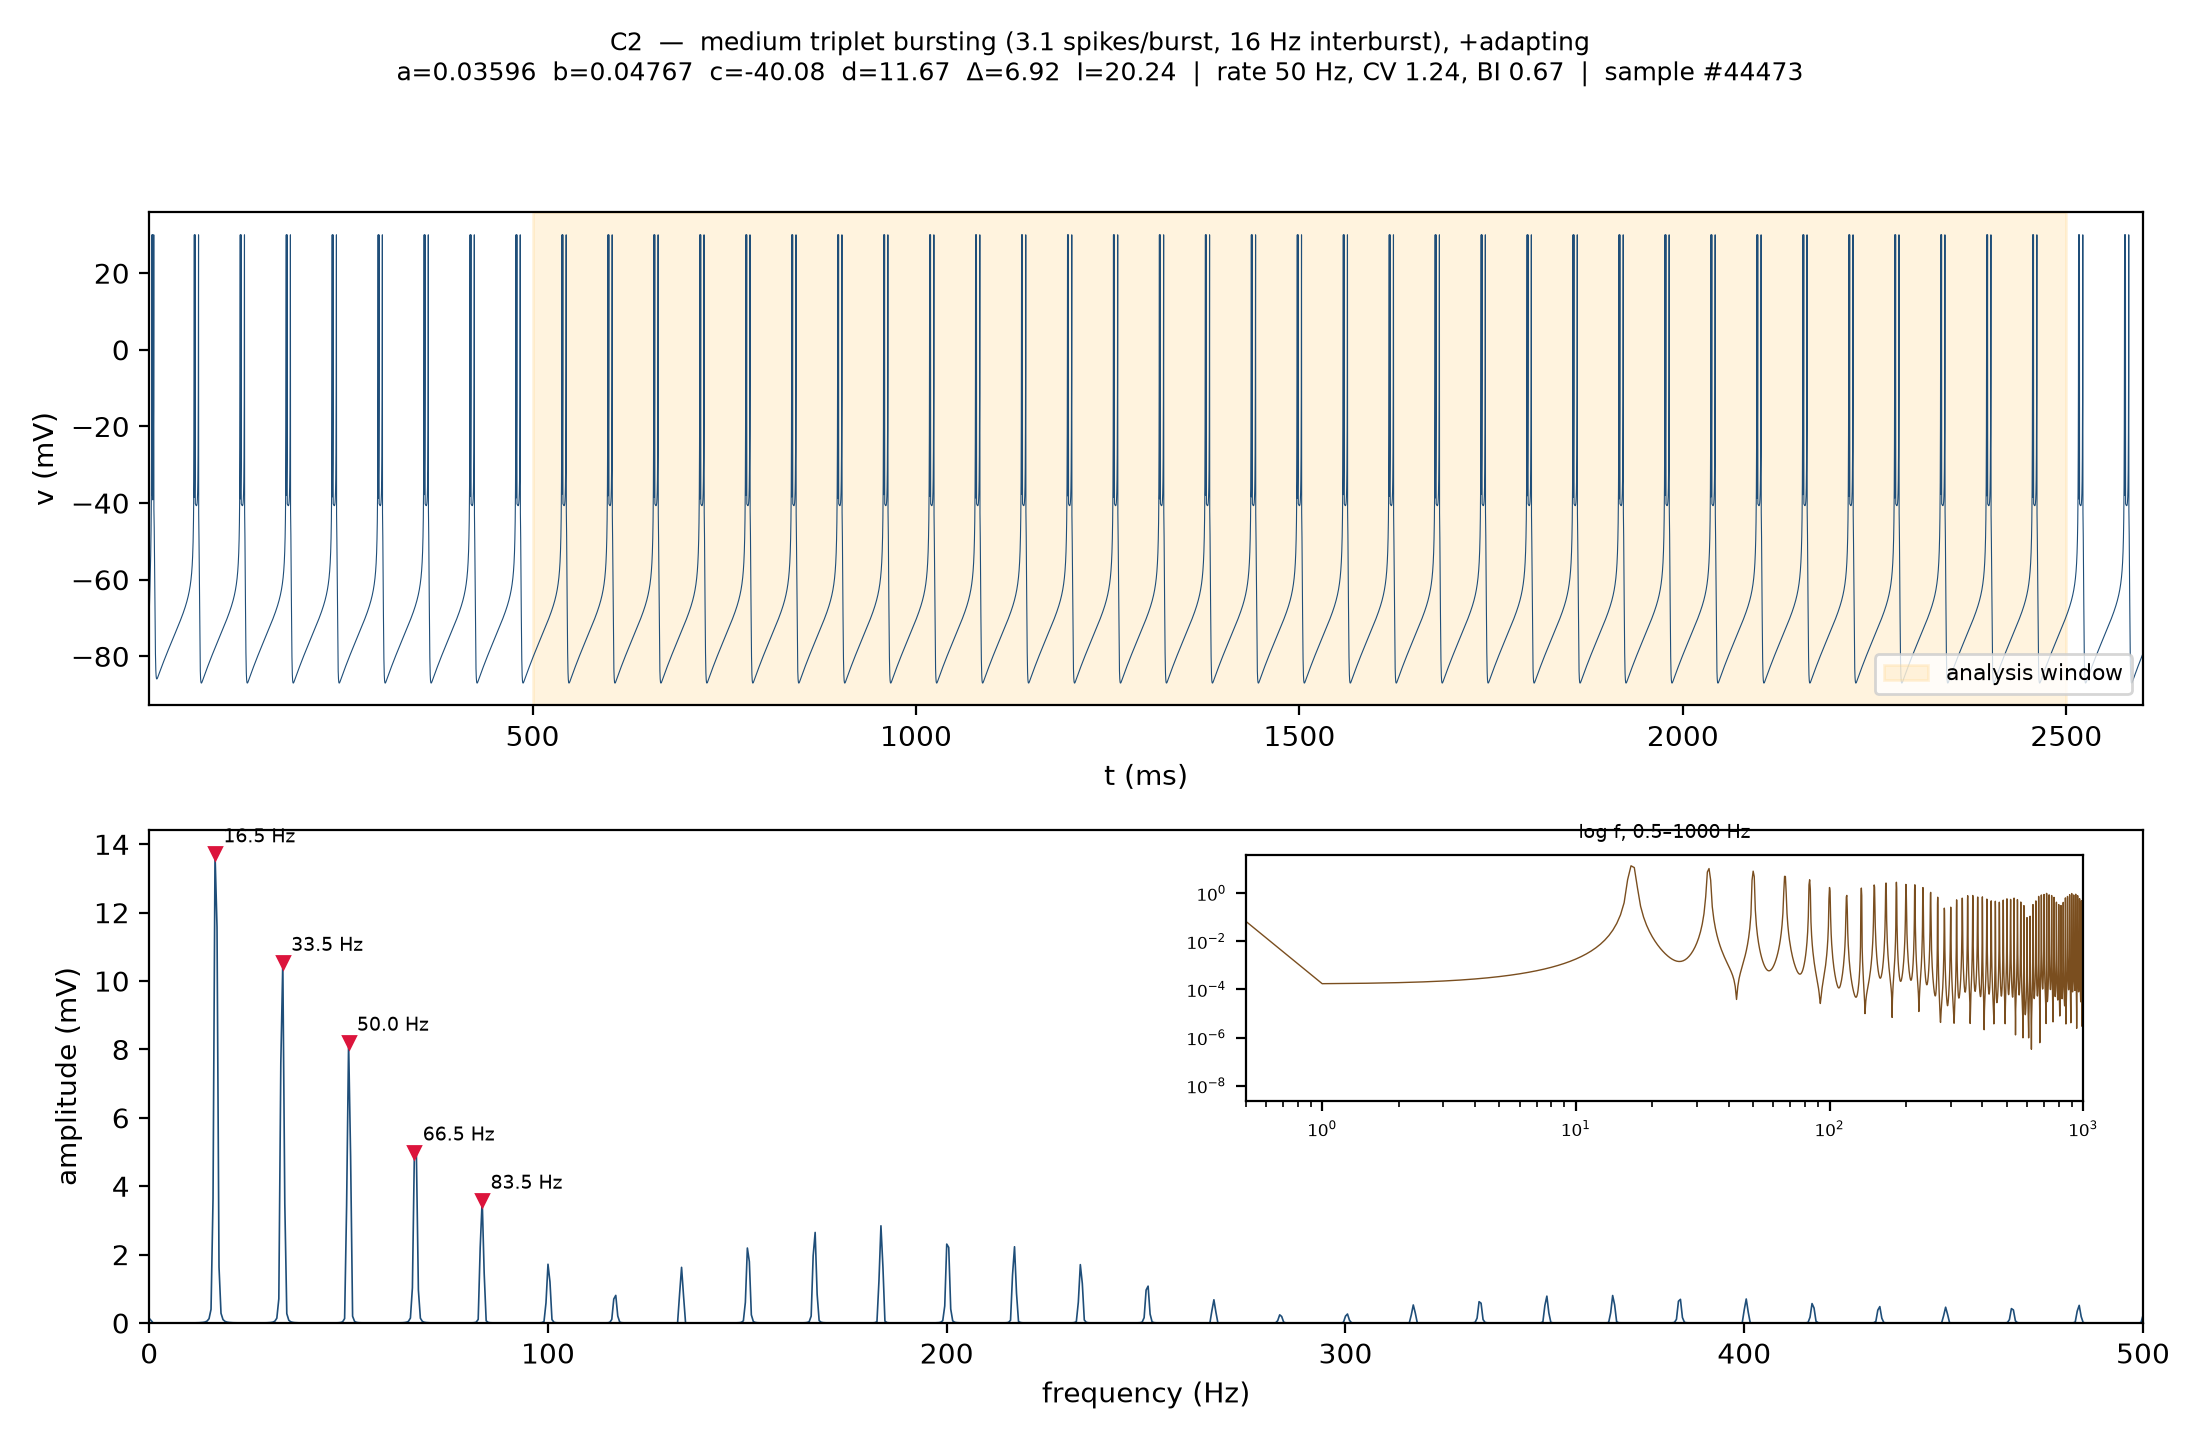 C2 — medium triplet bursting (3.1 spikes/burst, 16 Hz interburst), +adapting
a=0.03596 b=0.04767 c=-40.08 d=11.67 Δ=6.92 I=20.24 | rate 50 Hz, CV 1.24, BI 0.67 | sample #44473
20
0
−20
−40
−60
−80
v (mV)
analysis window
500
1000
1500
2000
2500
t (ms)
14
12
10
8
6
4
2
0
amplitude (mV)
16.5 Hz
33.5 Hz
50.0 Hz
66.5 Hz
83.5 Hz
log f, 0.5–1000 Hz
10⁰
10⁻²
10⁻⁴
10⁻⁶
10⁻⁸
10⁰
10¹
10²
10³
0
100
200
300
400
500
frequency (Hz)